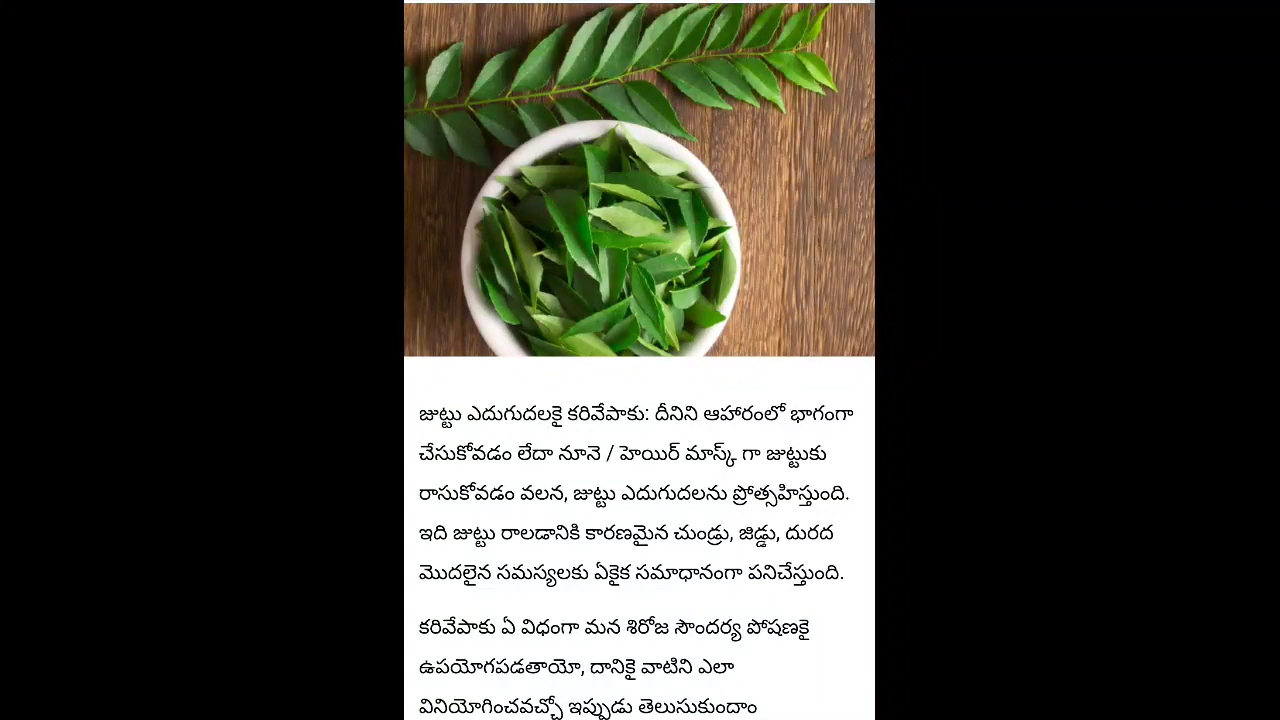 జుట్టు ఎదుగుదలకై కరివేపాకు: దీనిని ఆహారంలో భాగంగా
చేసుకోవడం లేదా నూనె / హెయిర్ మాస్క్ గా జుట్టుకు
రాసుకోవడం వలన, జుట్టు ఎదుగుదలను ప్రోత్సహిస్తుంది.
ఇది జుట్టు రాలడానికి కారణమైన చుండ్రు, జిడ్డు, దురద
మొదలైన సమస్యలకు ఏకైక సమాధానంగా పనిచేస్తుంది.
కరివేపాకు ఏ విధంగా మన శిరోజ సౌందర్య పోషణకై
ఉపయోగపడతాయో, దానికై వాటిని ఎలా
వినియోగించవచ్చో ఇప్పుడు తెలుసుకుందాం